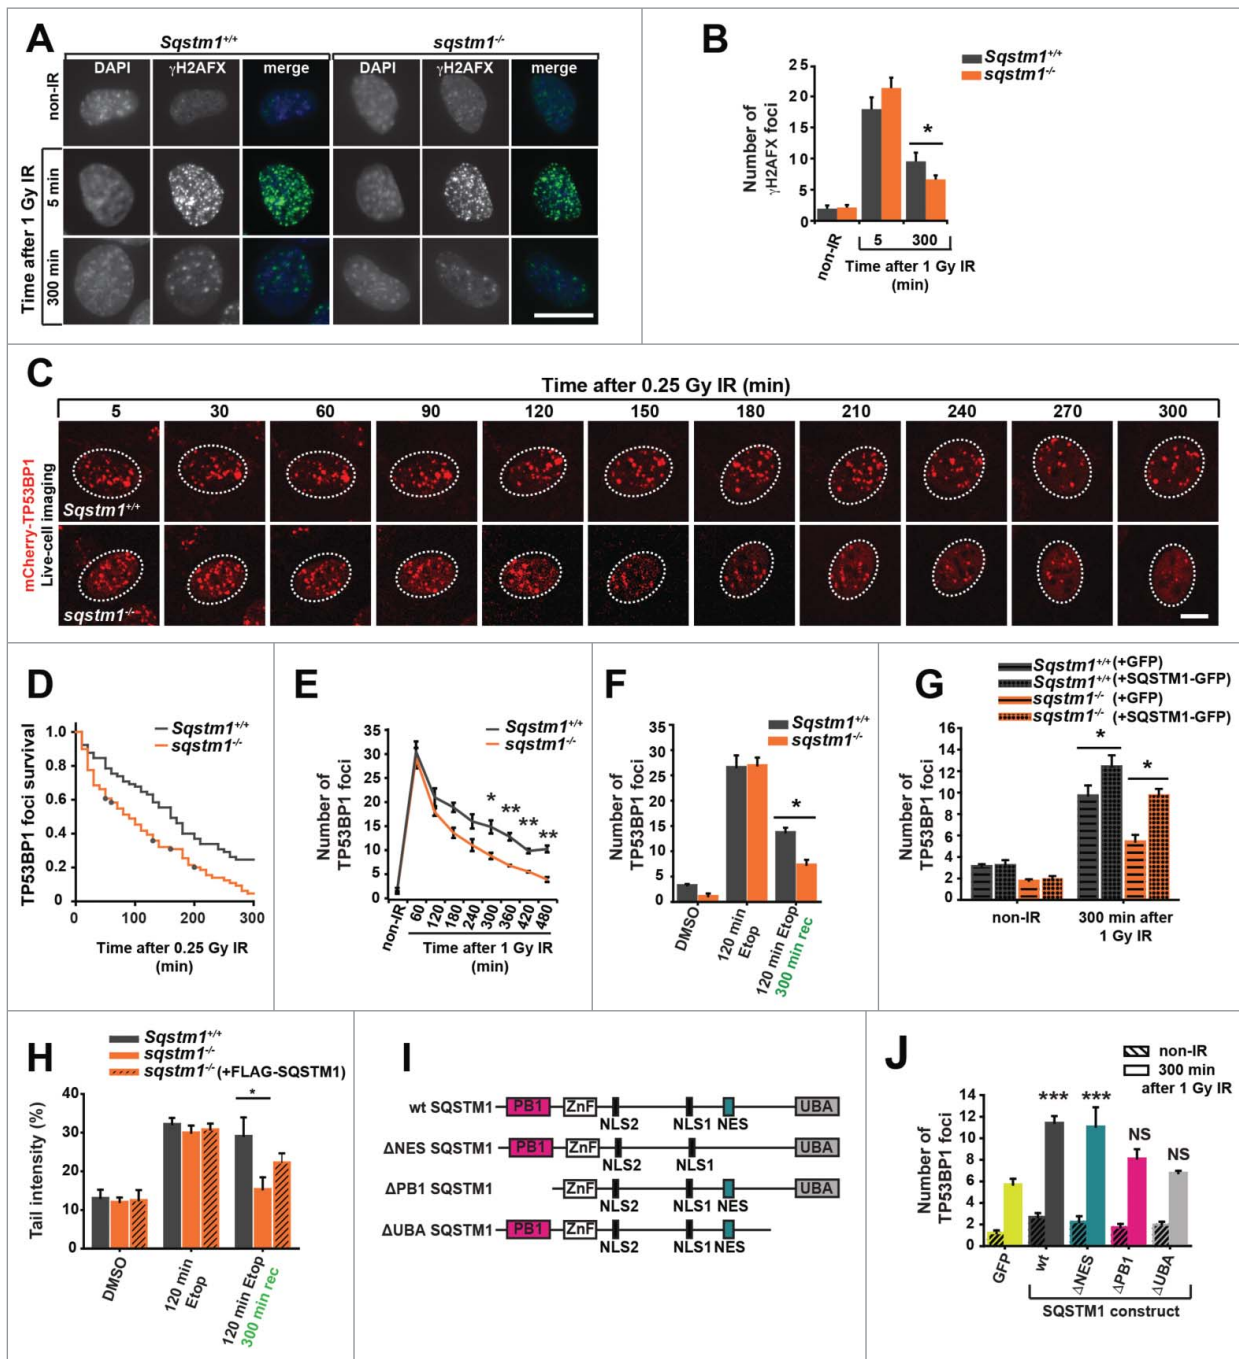 A
Sqstm1+/+
sqstm1-/-
DAPI γH2AFX merge DAPI γH2AFX merge
non-IR
Time after 1 Gy IR
5 min
300 min
B
Sqstm1+/+
sqstm1-/-
Number of
γH2AFX foci
25
20
15
10
5
0
non-IR
5 300
Time after 1 Gy IR
(min)
C
Time after 0.25 Gy IR (min)
5 30 60 90 120 150 180 210 240 270 300
mCherry-TP53BP1
Live-cell imaging
Sqstm1+/+
sqstm1-/-
D
Sqstm1+/+
sqstm1-/-
TP53BP1 foci survival
1.0
0.8
0.6
0.4
0.2
0
0 100 200 300
Time after 0.25 Gy IR
(min)
E
Sqstm1+/+
sqstm1-/-
Number of
TP53BP1 foci
35
30
25
20
15
10
5
0
* ** ** **
non-IR 60 120 180 240 300 360 420 480
Time after 1 Gy IR
(min)
F
Sqstm1+/+
sqstm1-/-
Number of
TP53BP1 foci
35
30
25
20
15
10
5
0
*
DMSO
120 min
Etop
120 min Etop
300 min rec
G
Sqstm1+/+ (+GFP)
Sqstm1+/+ (+SQSTM1-GFP)
sqstm1-/- (+GFP)
sqstm1-/- (+SQSTM1-GFP)
Number of
TP53BP1 foci
16
14
12
10
8
6
4
2
0
* *
non-IR
300 min after
1 Gy IR
H
Sqstm1+/+
sqstm1-/-
sqstm1-/- (+FLAG-SQSTM1)
Tail intensity (%)
40
30
20
10
0
*
DMSO
120 min
Etop
120 min Etop
300 min rec
I
wt SQSTM1 PB1 ZnF UBA
NLS2 NLS1 NES
ΔNES SQSTM1 PB1 ZnF UBA
NLS2 NLS1
ΔPB1 SQSTM1 ZnF UBA
NLS2 NLS1 NES
ΔUBA SQSTM1 PB1 ZnF
NLS2 NLS1 NES
J
non-IR
300 min
after 1 Gy IR
Number of
TP53BP1 foci
14
12
10
8
6
4
2
0
*** *** NS NS
GFP wt ΔNES ΔPB1 ΔUBA
SQSTM1 construct